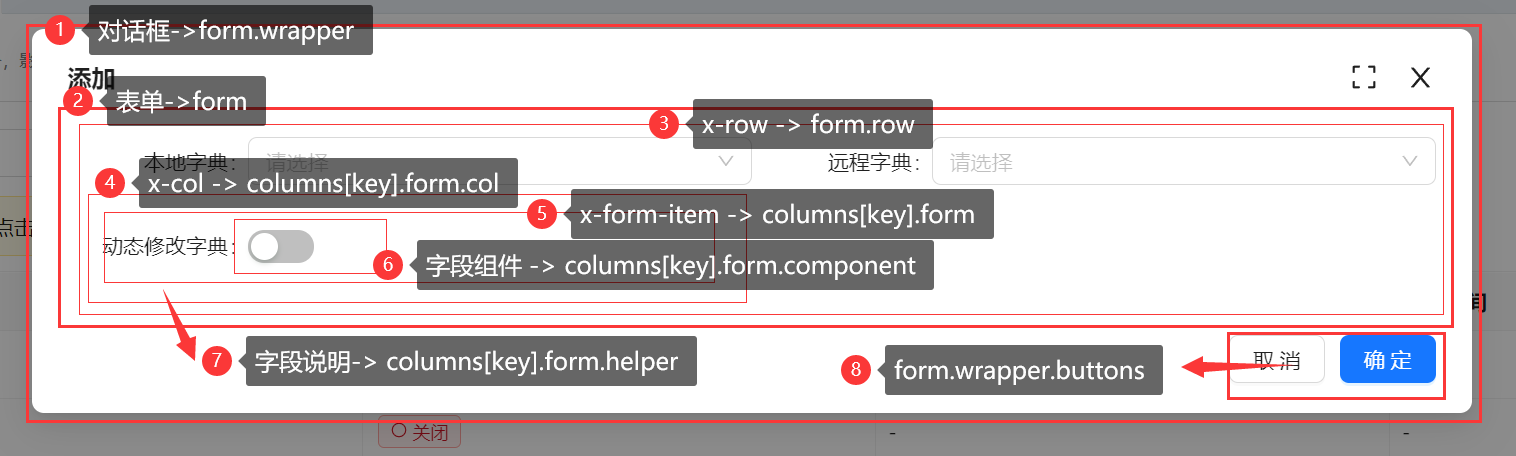 1 对话框->form.wrapper
添加
2 表单->form
3 x-row -> form.row
本地字典: 请选择
远程字典: 请选择
4 x-col -> columns[key].form.col
5 x-form-item -> columns[key].form
点击
动态修改字典:
6 字段组件 -> columns[key].form.component
间
7 字段说明-> columns[key].form.helper
8 form.wrapper.buttons
取 消
确 定
关闭
-
-